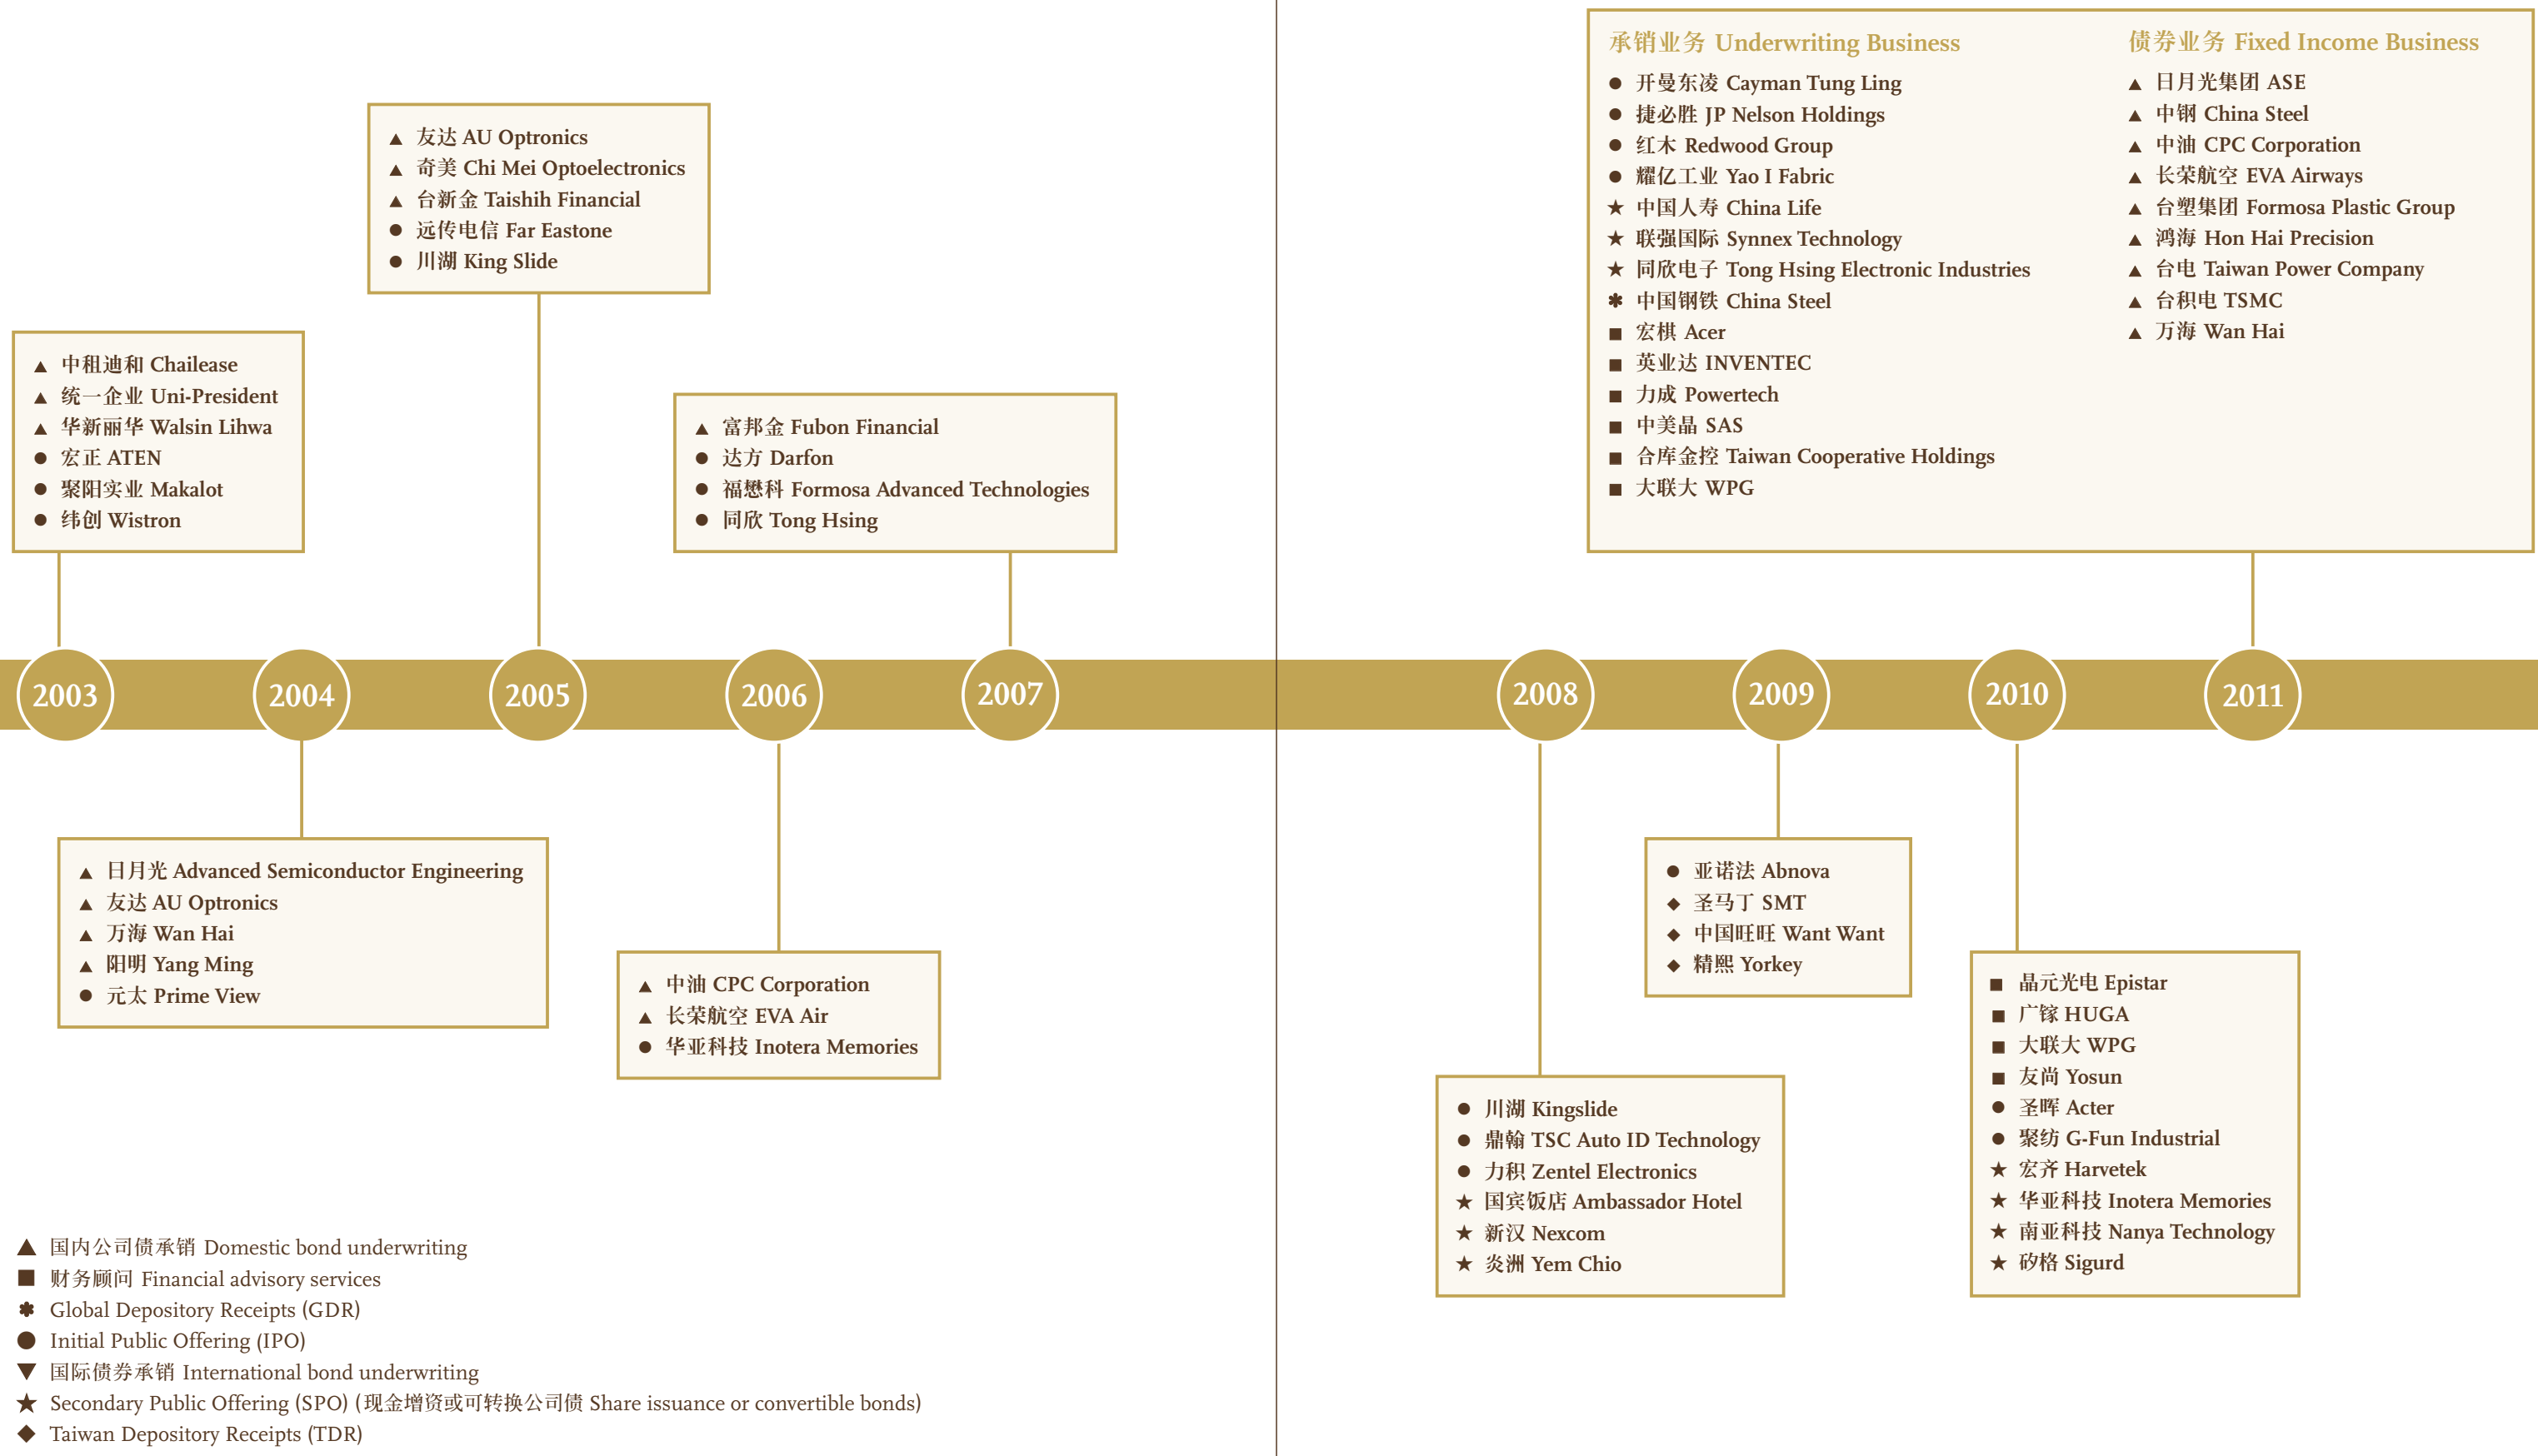 ▲ 友达 AU Optronics
▲ 奇美 Chi Mei Optoelectronics
▲ 台新金 Taishih Financial
● 远传电信 Far Eastone
● 川湖 King Slide
▲ 中租迪和 Chailease
▲ 统一企业 Uni-President
▲ 华新丽华 Walsin Lihwa
● 宏正 ATEN
● 聚阳实业 Makalot
● 纬创 Wistron
▲ 富邦金 Fubon Financial
● 达方 Darfon
● 福懋科 Formosa Advanced Technologies
● 同欣 Tong Hsing
承销业务 Underwriting Business
● 开曼东凌 Cayman Tung Ling
● 捷必胜 JP Nelson Holdings
● 红木 Redwood Group
● 耀亿工业 Yao I Fabric
★ 中国人寿 China Life
★ 联强国际 Synnex Technology
★ 同欣电子 Tong Hsing Electronic Industries
✽ 中国钢铁 China Steel
■ 宏棋 Acer
■ 英业达 INVENTEC
■ 力成 Powertech
■ 中美晶 SAS
■ 合库金控 Taiwan Cooperative Holdings
■ 大联大 WPG
债券业务 Fixed Income Business
▲ 日月光集团 ASE
▲ 中钢 China Steel
▲ 中油 CPC Corporation
▲ 长荣航空 EVA Airways
▲ 台塑集团 Formosa Plastic Group
▲ 鸿海 Hon Hai Precision
▲ 台电 Taiwan Power Company
▲ 台积电 TSMC
▲ 万海 Wan Hai
2003
2004
2005
2006
2007
2008
2009
2010
2011
▲ 日月光 Advanced Semiconductor Engineering
▲ 友达 AU Optronics
▲ 万海 Wan Hai
▲ 阳明 Yang Ming
● 元太 Prime View
▲ 中油 CPC Corporation
▲ 长荣航空 EVA Air
● 华亚科技 Inotera Memories
● 川湖 Kingslide
● 鼎翰 TSC Auto ID Technology
● 力积 Zentel Electronics
★ 国宾饭店 Ambassador Hotel
★ 新汉 Nexcom
★ 炎洲 Yem Chio
● 亚诺法 Abnova
◆ 圣马丁 SMT
◆ 中国旺旺 Want Want
◆ 精熙 Yorkey
■ 晶元光电 Epistar
■ 广镓 HUGA
■ 大联大 WPG
■ 友尚 Yosun
● 圣晖 Acter
● 聚纺 G-Fun Industrial
★ 宏齐 Harvetek
★ 华亚科技 Inotera Memories
★ 南亚科技 Nanya Technology
★ 矽格 Sigurd
▲ 国内公司债承销 Domestic bond underwriting
■ 财务顾问 Financial advisory services
✽ Global Depository Receipts (GDR)
● Initial Public Offering (IPO)
▼ 国际债券承销 International bond underwriting
★ Secondary Public Offering (SPO) (现金增资或可转换公司债 Share issuance or convertible bonds)
◆ Taiwan Depository Receipts (TDR)